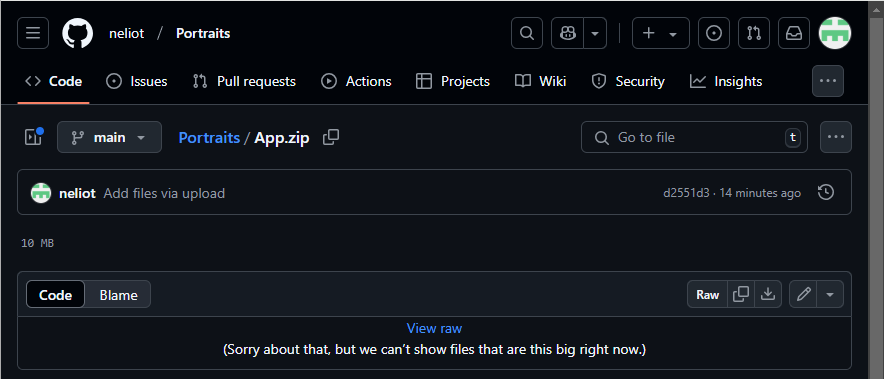 neliot / Portraits
Code Issues Pull requests Actions Projects Wiki Security Insights
main Portraits / App.zip Go to file t
neliot Add files via upload d2551d3 · 14 minutes ago
10 MB
Code Blame Raw
View raw
(Sorry about that, but we can’t show files that are this big right now.)